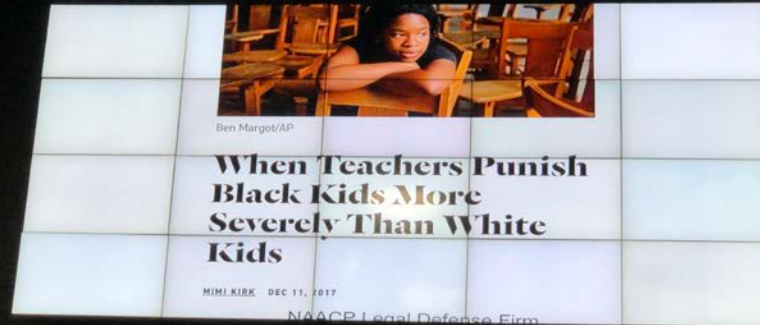 Ben Margot/AP
When Teachers Punish
Black Kids More
Severely Than White
Kids
MIMI KIRK DEC 11, 2017
NAACP Legal Defense Firm